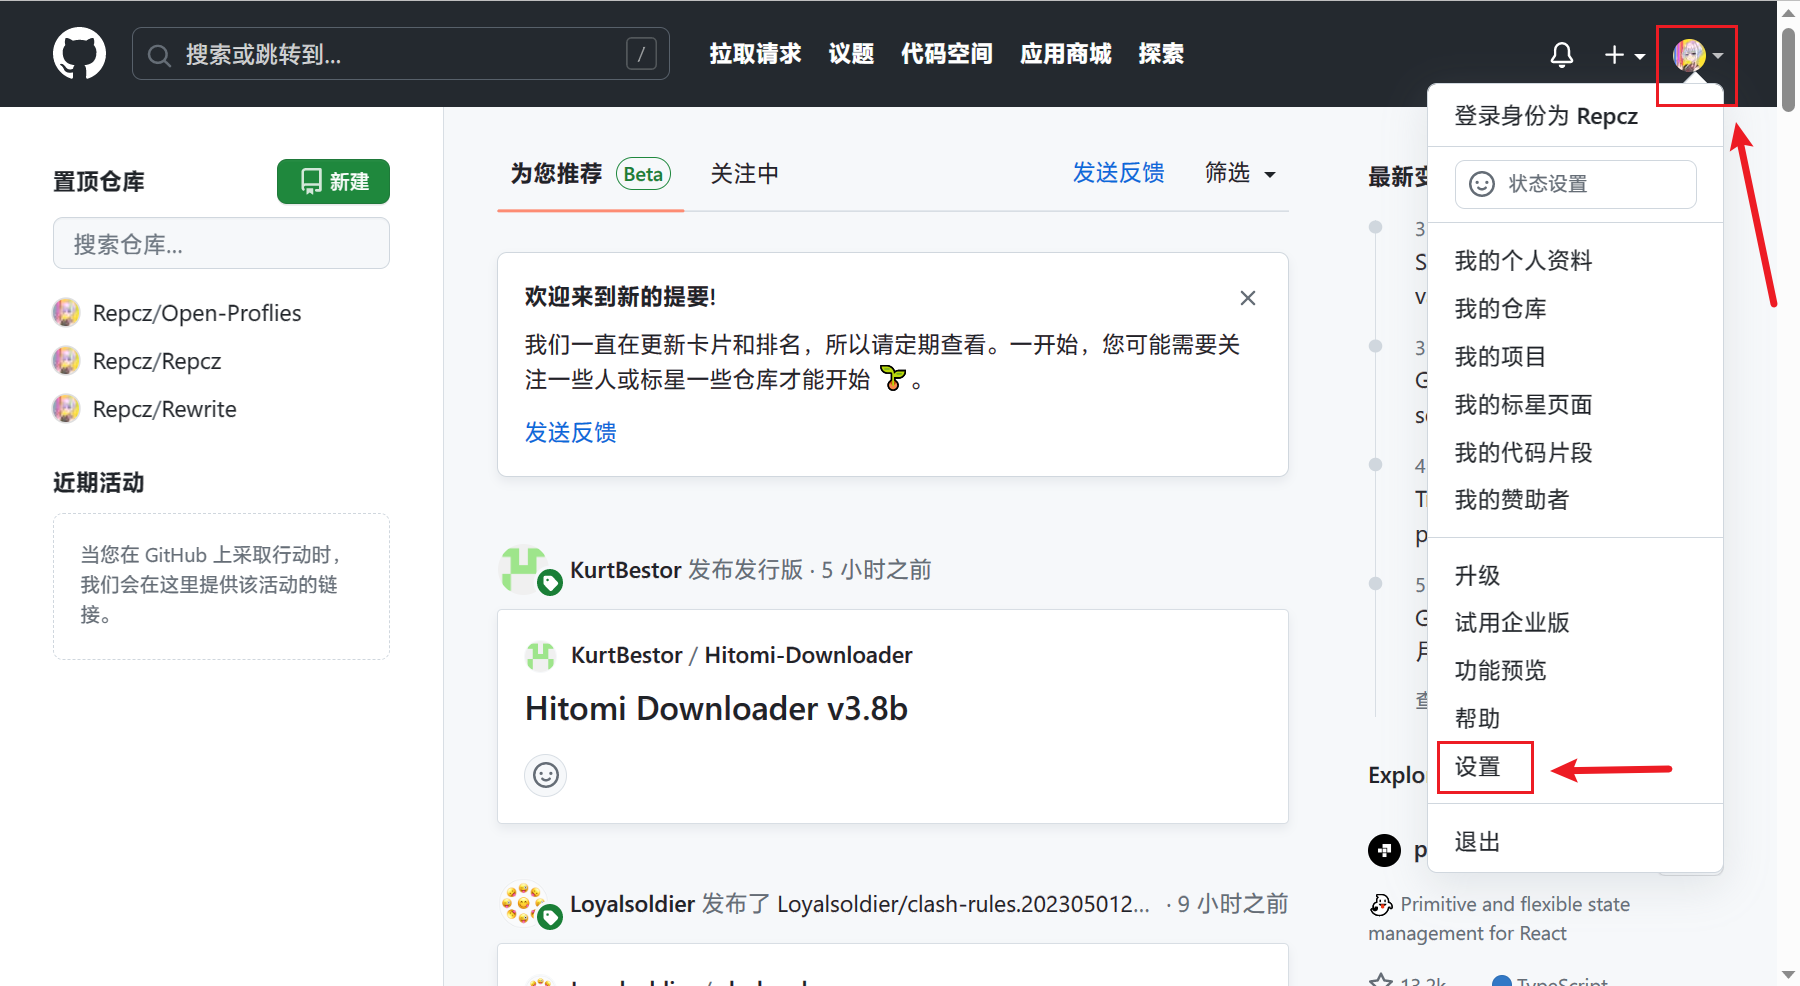 搜索或跳转到...
/
拉取请求
议题
代码空间
应用商城
探索
置顶仓库
新建
搜索仓库...
Repcz/Open-Proflies
Repcz/Repcz
Repcz/Rewrite
近期活动
当您在 GitHub 上采取行动时，
我们会在这里提供该活动的链
接。
为您推荐
Beta
关注中
发送反馈
筛选
欢迎来到新的提要!
我们一直在更新卡片和排名，所以请定期查看。一开始，您可能需要关
注一些人或标星一些仓库才能开始 。
发送反馈
KurtBestor 发布发行版 · 5 小时之前
KurtBestor / Hitomi-Downloader
Hitomi Downloader v3.8b
Loyalsoldier 发布了 Loyalsoldier/clash-rules.202305012... · 9 小时之前
最新变
3
S
v
3
G
4
p
5
G
查
Explo
p
Primitive and flexible state
management for React
13.2k
TypeScript
登录身份为 Repcz
状态设置
我的个人资料
我的仓库
我的项目
我的标星页面
我的代码片段
我的赞助者
升级
试用企业版
功能预览
帮助
设置
退出